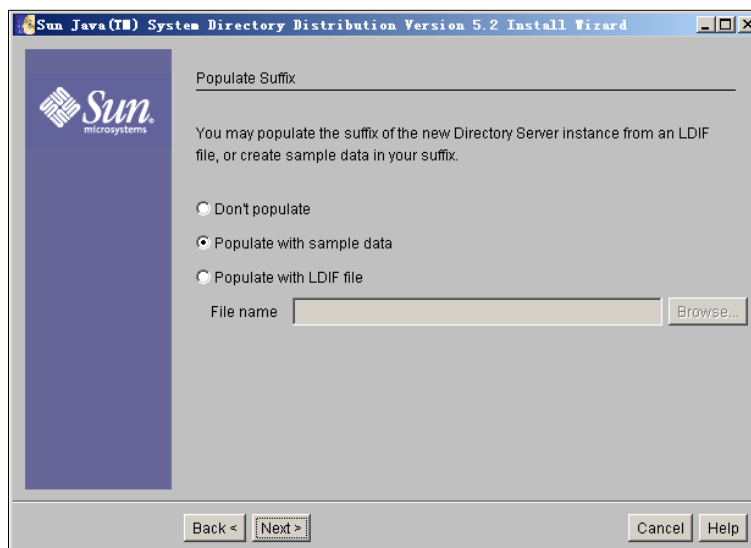 Sun Java(TM) System Directory Distribution Version 5.2 Install Wizard
Sun.
microsystems
Populate Suffix
You may populate the suffix of the new Directory Server instance from an LDIF
file, or create sample data in your suffix.
Don't populate
Populate with sample data
Populate with LDIF file
File name
Browse...
Back <
Next >
Cancel
Help